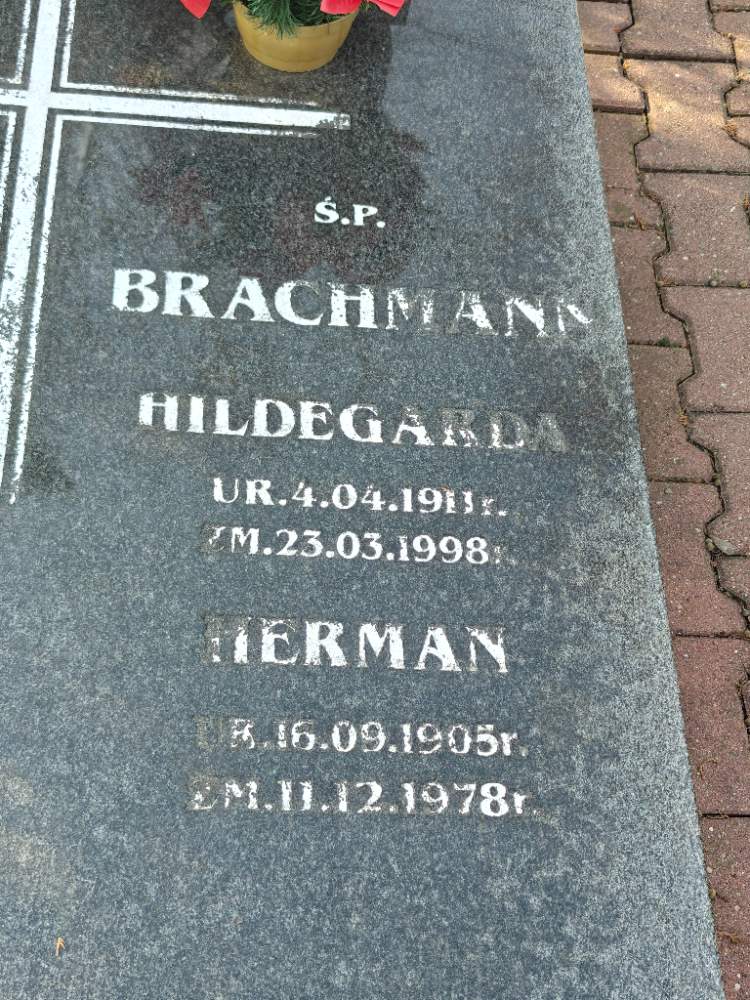 Ś.P.
BRACHMANN
HILDEGARDA
UR.4.04.1911r.
ZM.23.03.1998r.
HERMAN
UR.16.09.1905r.
ZM.11.12.1978r.